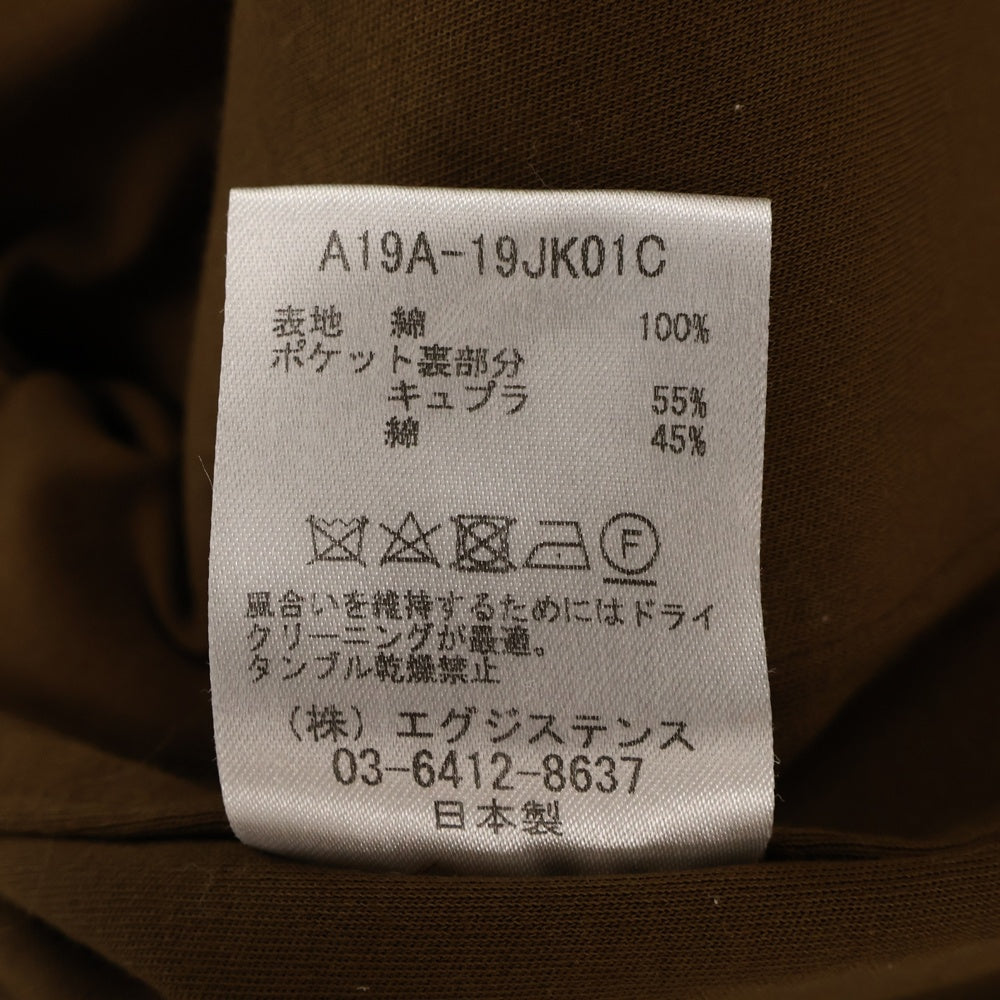 A19A-19JK01C
表地 綿 100%
ポケット裏部分
キュプラ 55%
綿 45%
F
風合いを維持するためにはドライ
クリーニングが最適。
タンブル乾燥禁止
(株)エグジステンス
03-6412-8637
日本製